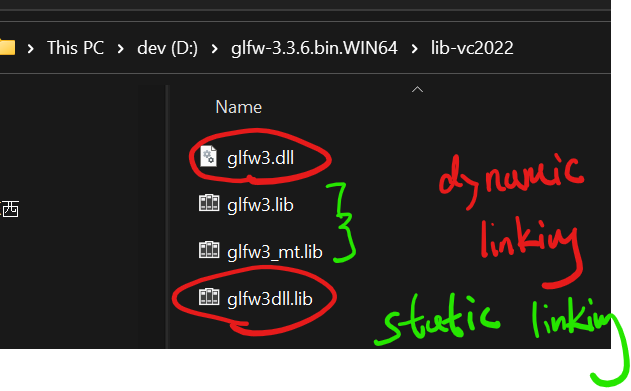 This PC > dev (D:) > glfw-3.3.6.bin.WIN64 > lib-vc2022
Name
glfw3.dll
glfw3.lib
glfw3_mt.lib
glfw3dll.lib
西
dynamic
linking
static linking